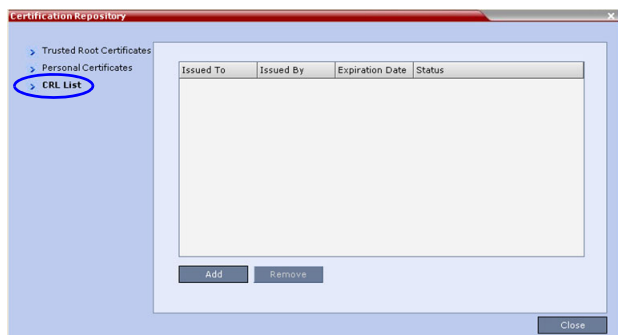 Certification Repository
Trusted Root Certificates
Personal Certificates
CRL List
Issued To Issued By Expiration Date Status
Add Remove
Close